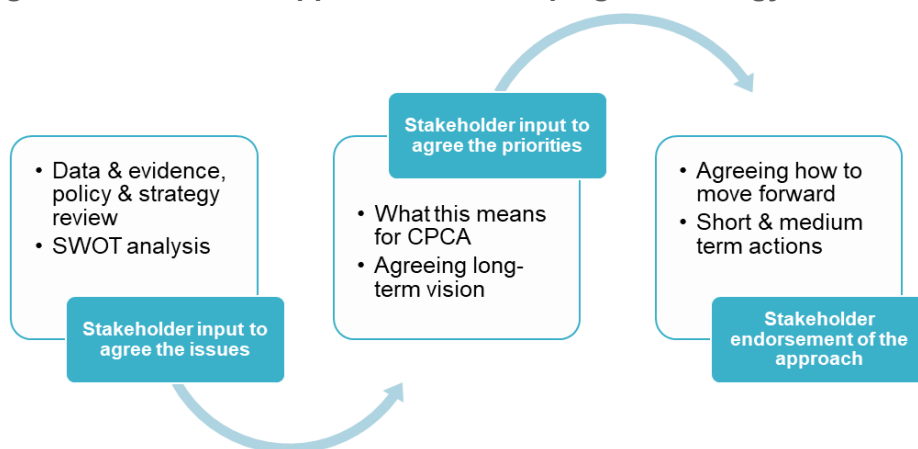 • Data & evidence,
policy & strategy
review
• SWOT analysis
Stakeholder input to
agree the issues
Stakeholder input to
agree the priorities
• What this means
for CPCA
• Agreeing long-
term vision
• Agreeing how to
move forward
• Short & medium
term actions
Stakeholder
endorsement of the
approach